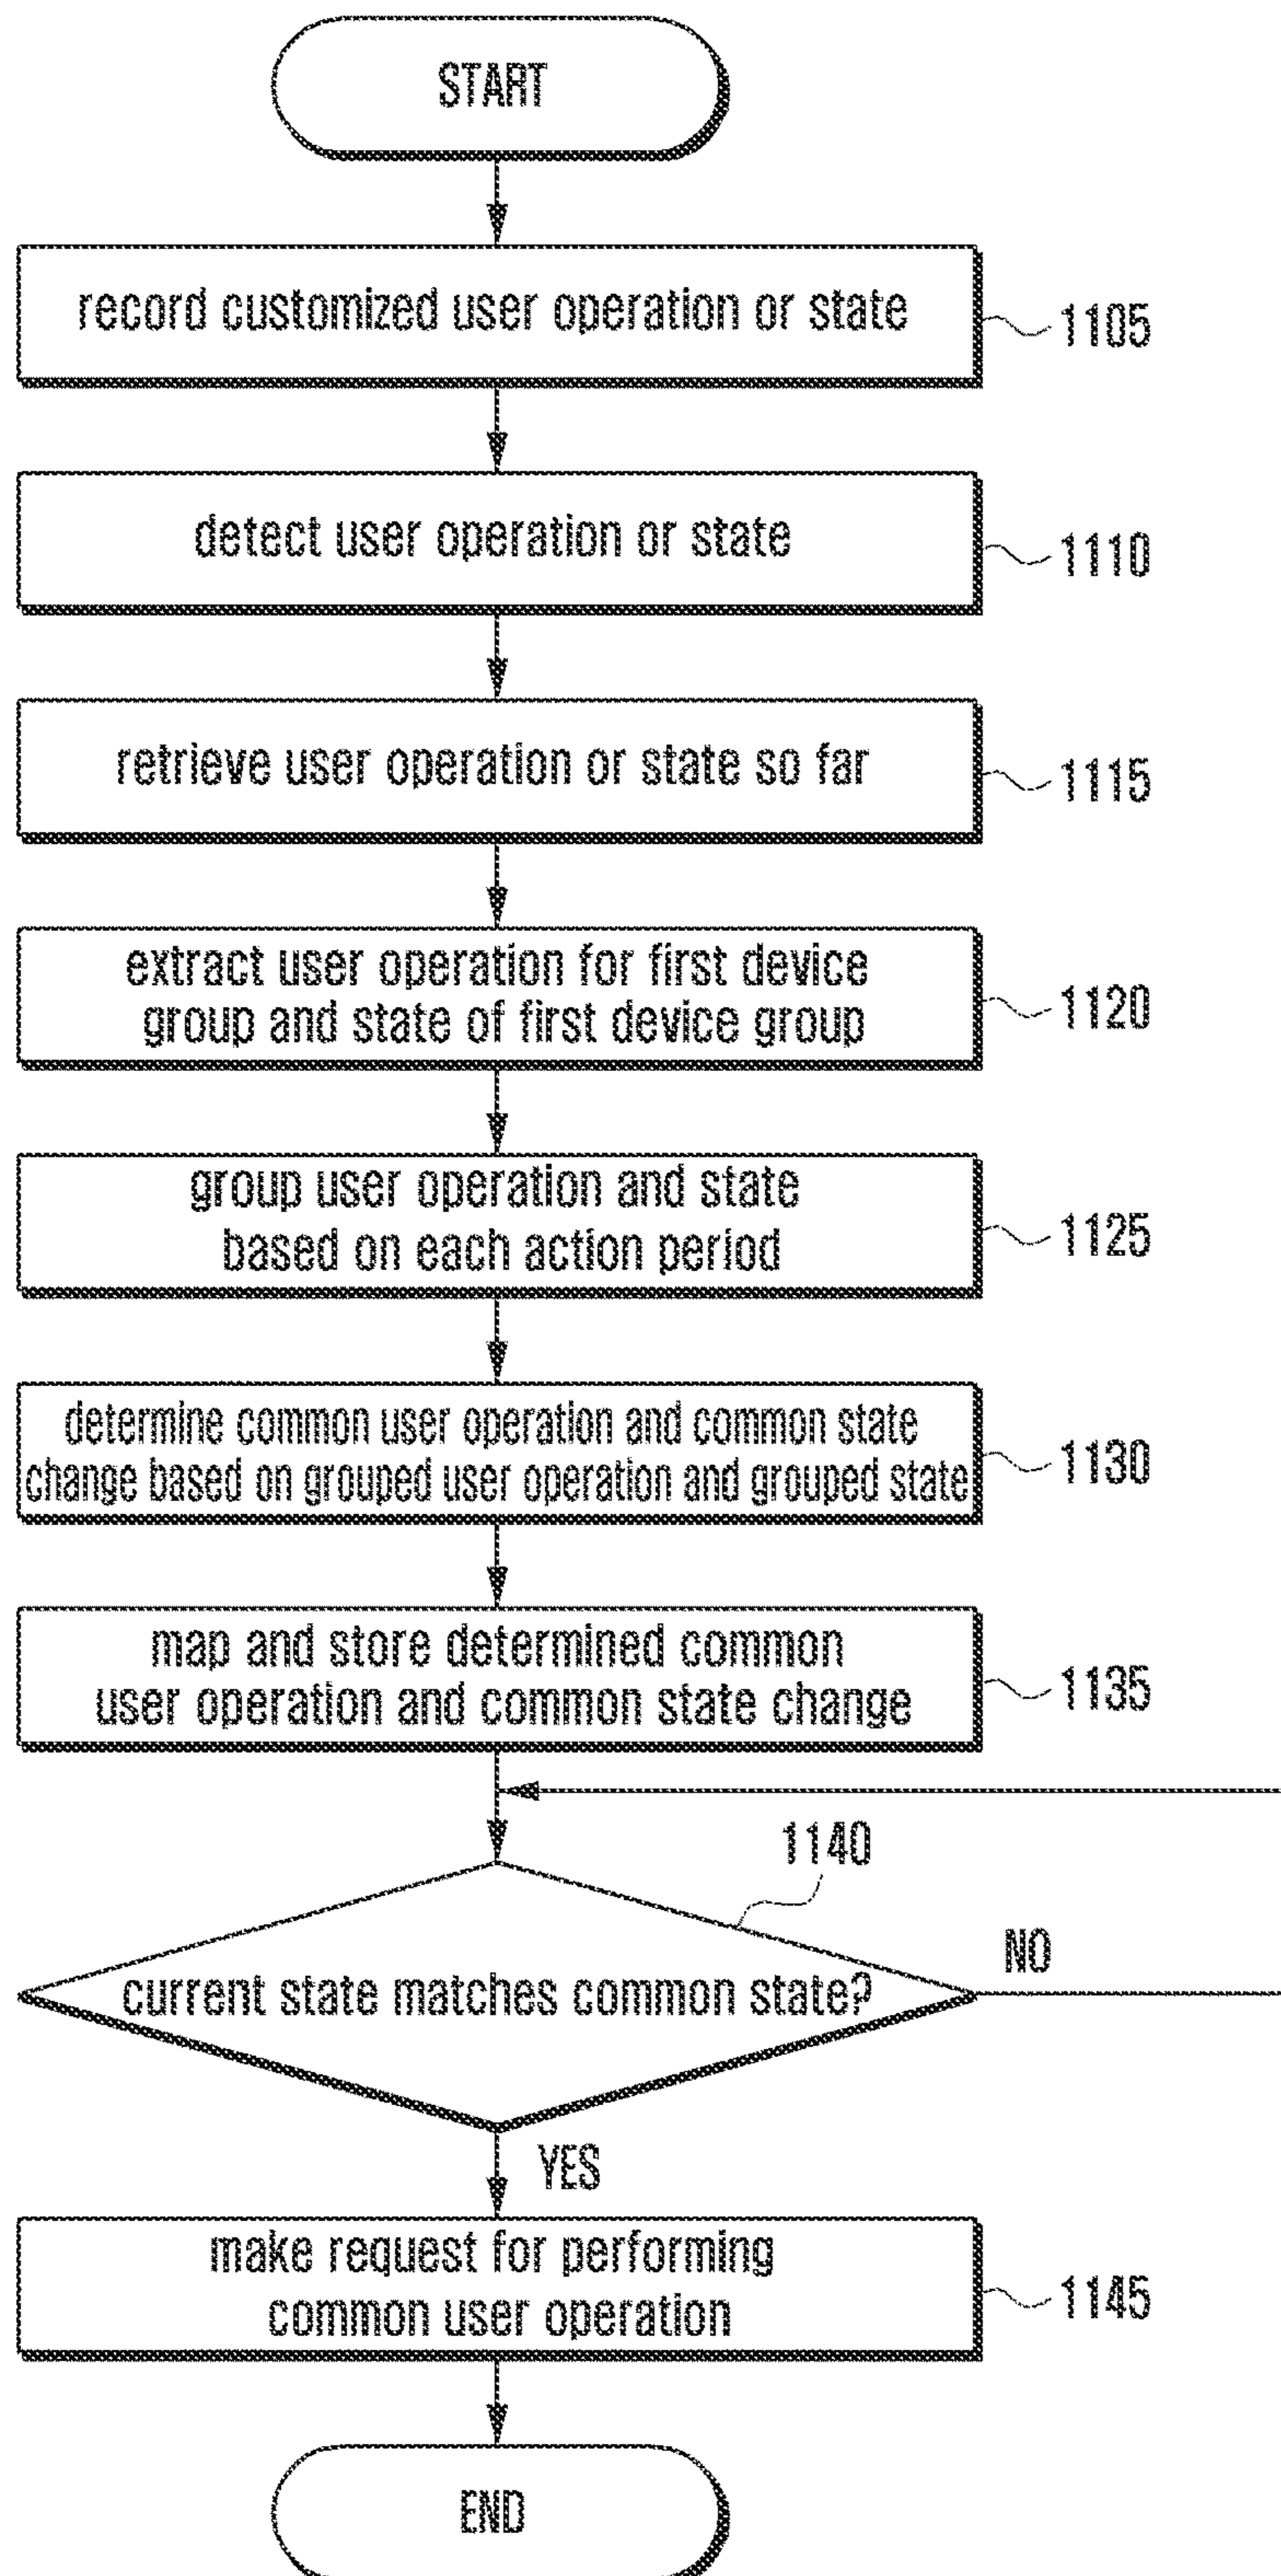 START
record customized user operation or state
1105
detect user operation or state
1110
retrieve user operation or state so far
1115
extract user operation for first device
group and state of first device group
1120
group user operation and state
based on each action period
1125
determine common user operation and common state
change based on grouped user operation and grouped state
1130
map and store determined common
user operation and common state change
1135
1140
current state matches common state?
NO
YES
make request for performing
common user operation
1145
END